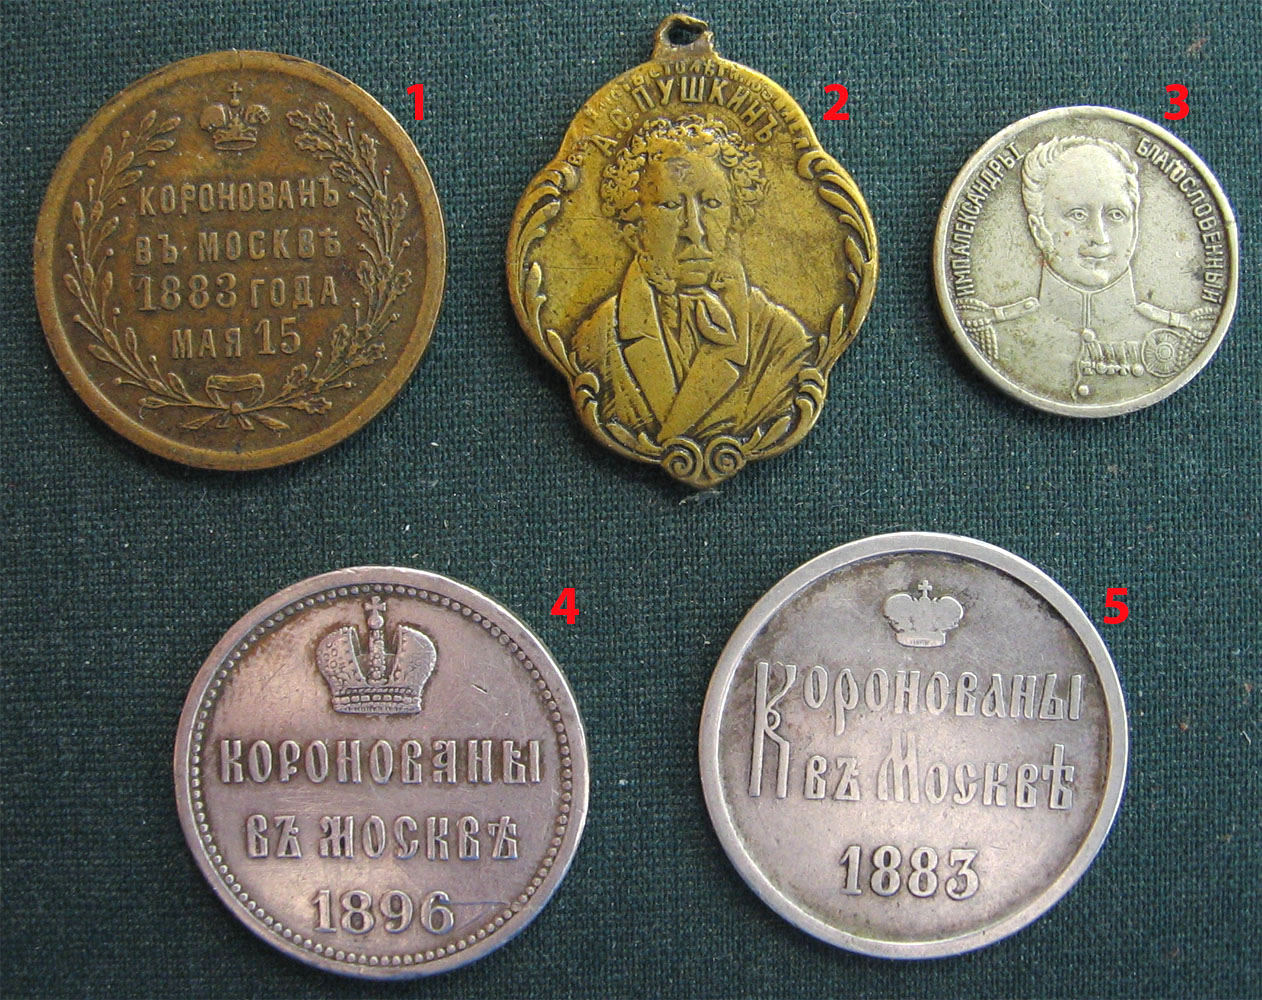 1
КОРОНОВАНЪ
ВЪ МОСКВѢ
1883 ГОДА
МАЯ 15
2
А.С. ПУШКИНЪ
3
ИМП. АЛЕКСАНДРЪ I БЛАГОСЛОВЕННЫЙ
4
КОРОНОВАНЫ
ВЪ МОСКВѢ
1896
5
КОРОНОВАНЫ
ВЪ МОСКВѢ
1883